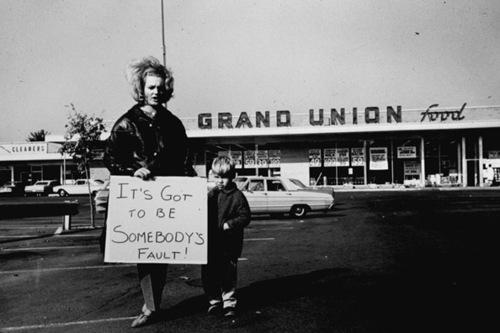 CLEANERS
GRAND UNION food
IT'S GOT
TO BE
SOMEBODY'S
FAULT!